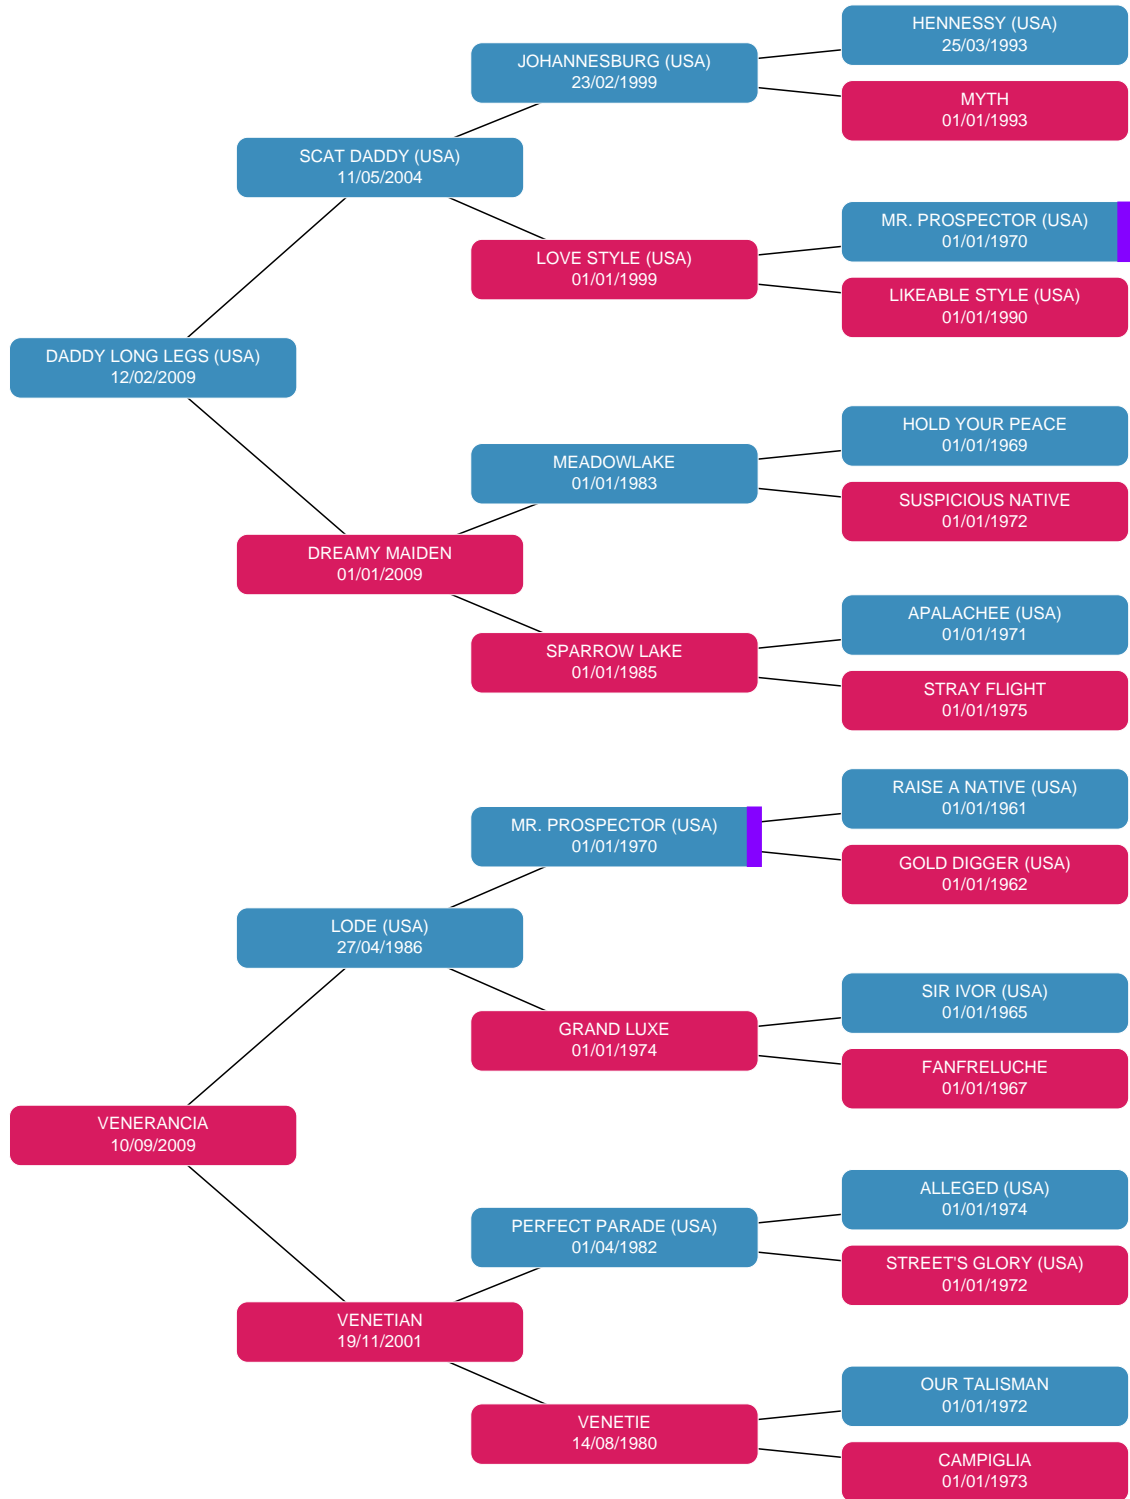 HENNESSY (USA)
25/03/1993
JOHANNESBURG (USA)
23/02/1999
MYTH
01/01/1993
SCAT DADDY (USA)
11/05/2004
MR. PROSPECTOR (USA)
01/01/1970
LOVE STYLE (USA)
01/01/1999
LIKEABLE STYLE (USA)
01/01/1990
DADDY LONG LEGS (USA)
12/02/2009
HOLD YOUR PEACE
01/01/1969
MEADOWLAKE
01/01/1983
SUSPICIOUS NATIVE
01/01/1972
DREAMY MAIDEN
01/01/2009
APALACHEE (USA)
01/01/1971
SPARROW LAKE
01/01/1985
STRAY FLIGHT
01/01/1975
RAISE A NATIVE (USA)
01/01/1961
MR. PROSPECTOR (USA)
01/01/1970
GOLD DIGGER (USA)
01/01/1962
LODE (USA)
27/04/1986
SIR IVOR (USA)
01/01/1965
GRAND LUXE
01/01/1974
FANFRELUCHE
01/01/1967
VENERANCIA
10/09/2009
ALLEGED (USA)
01/01/1974
PERFECT PARADE (USA)
01/04/1982
STREET'S GLORY (USA)
01/01/1972
VENETIAN
19/11/2001
OUR TALISMAN
01/01/1972
VENETIE
14/08/1980
CAMPIGLIA
01/01/1973